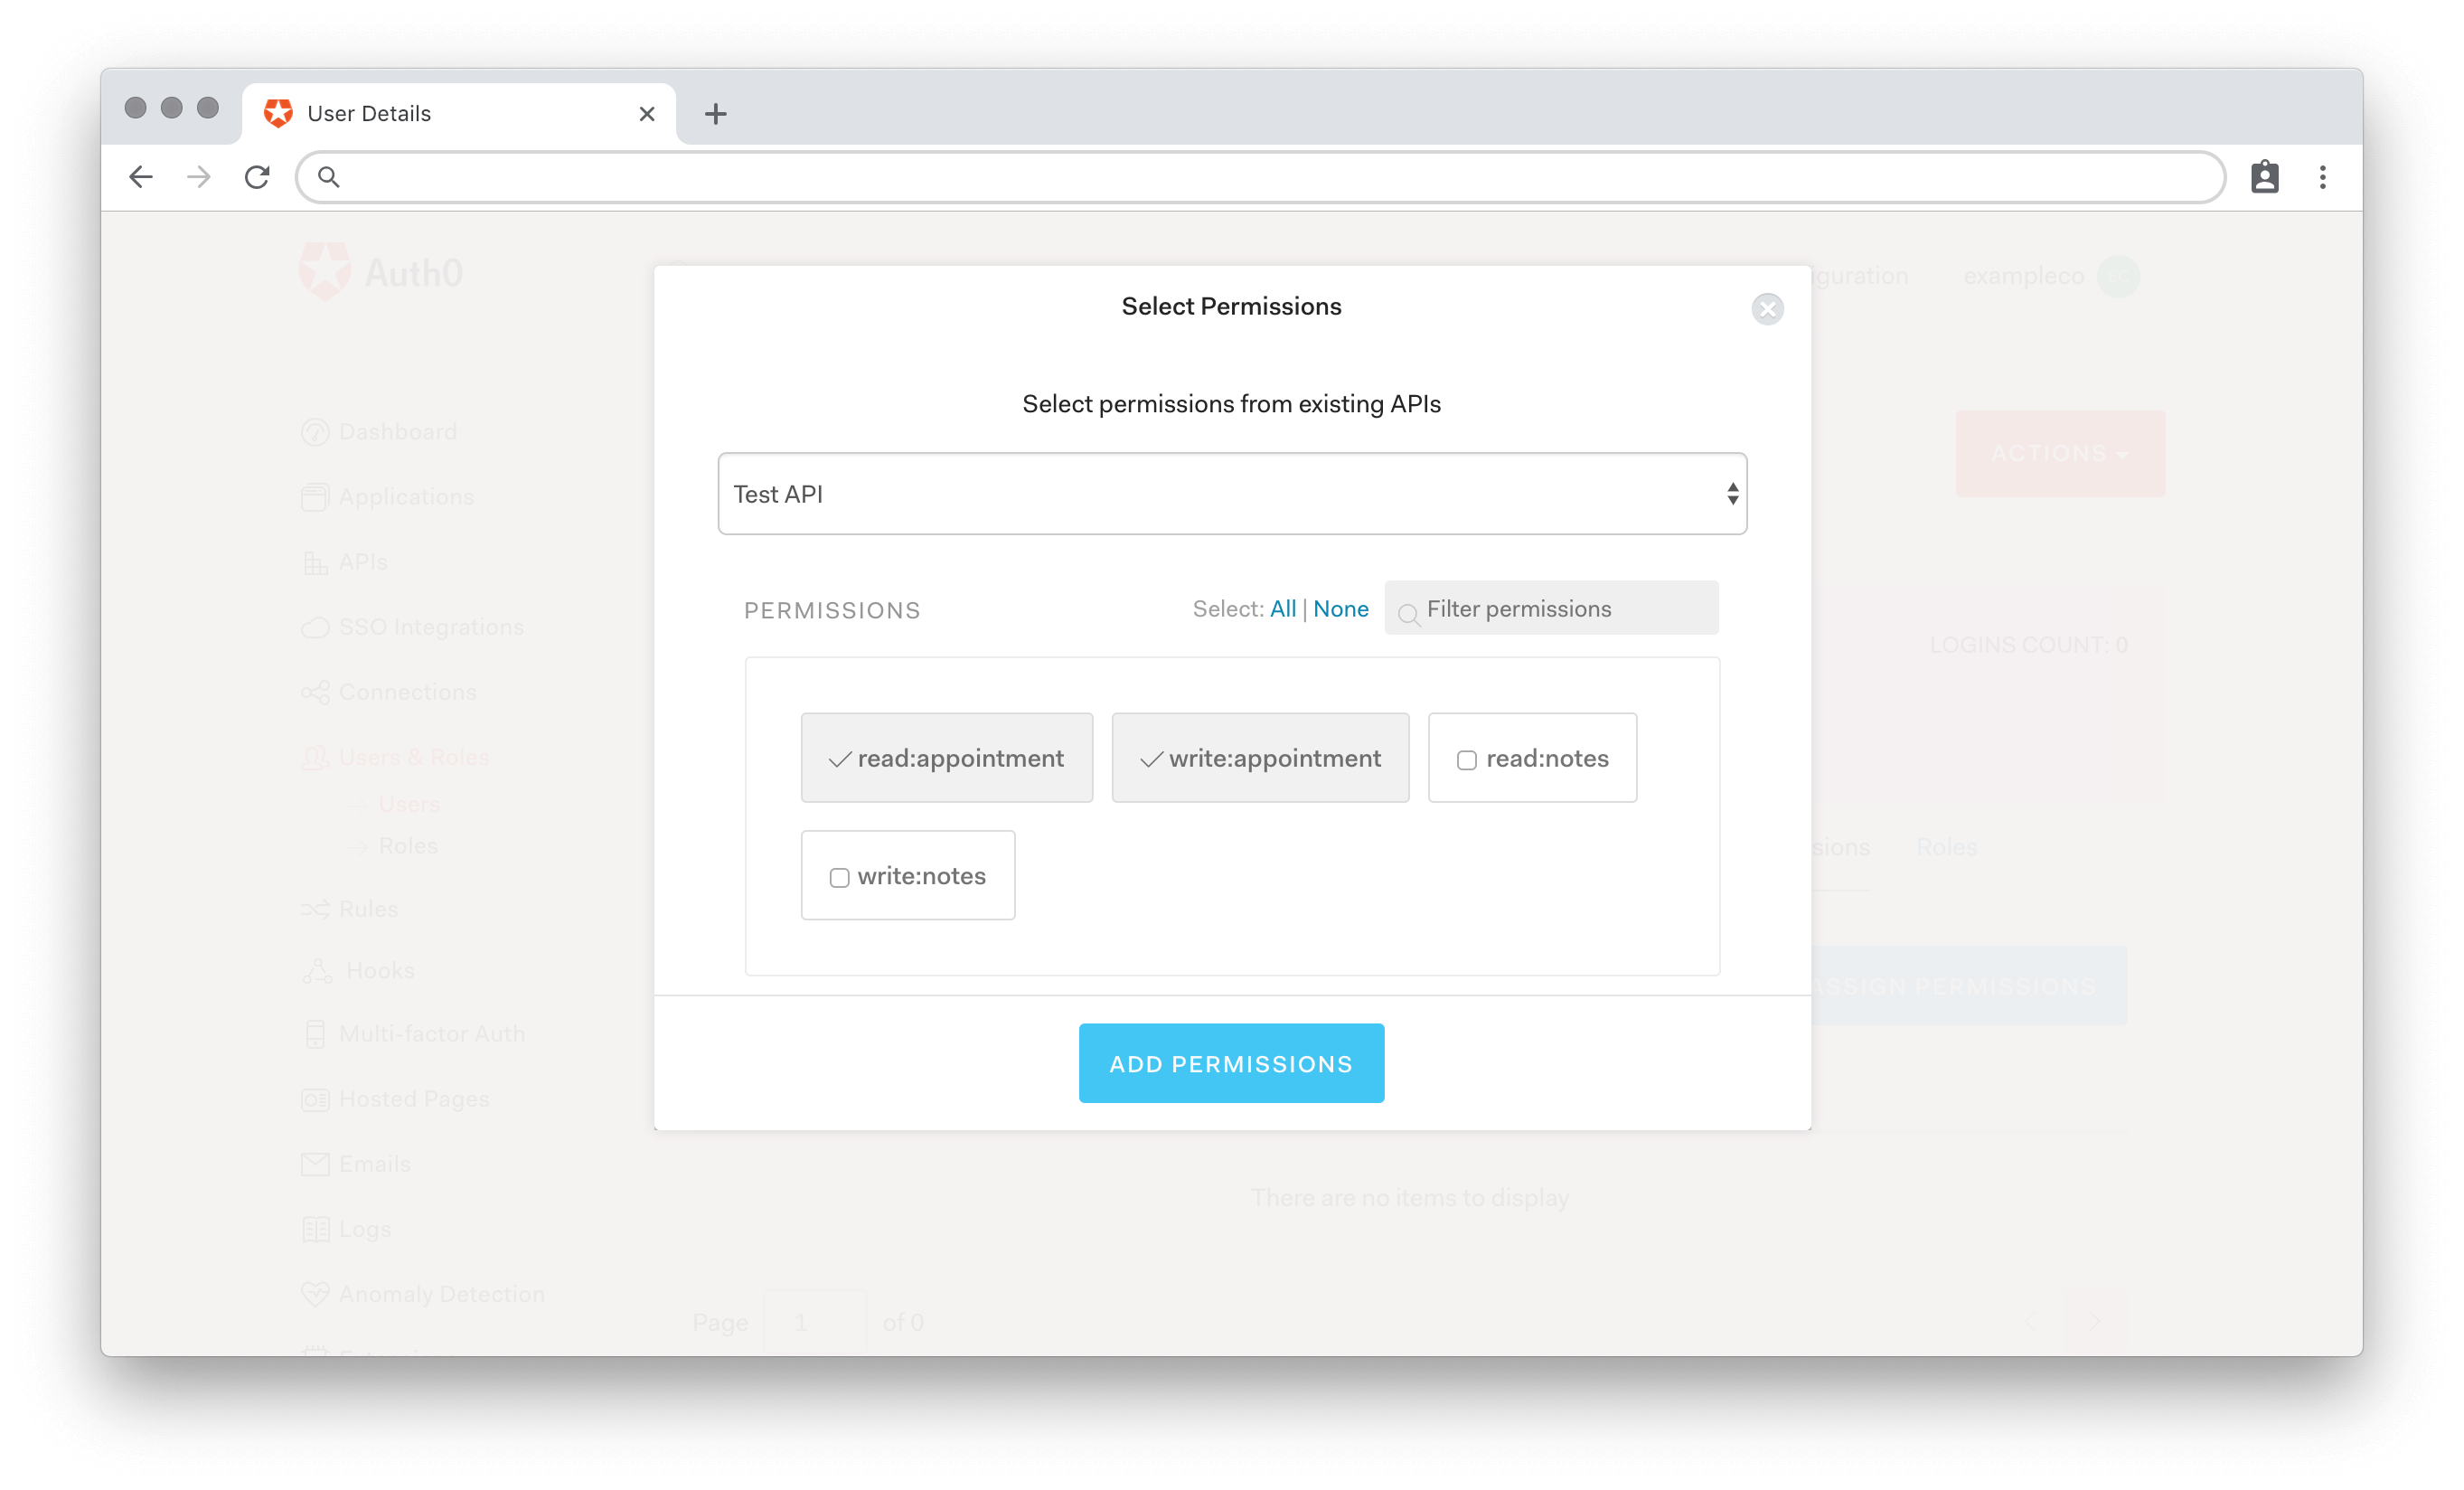 User Details
Auth0
iguration
exampleco
Select Permissions
Select permissions from existing APIs
Dashboard
ACTIONS
Applications
Test API
APIs
PERMISSIONS
Select: All | None
Filter permissions
SSO Integrations
LOGINS COUNT: 0
Connections
read:appointment
write:appointment
read:notes
Users & Roles
Users
Roles
sions
Roles
write:notes
Rules
Hooks
ASSIGN PERMISSIONS
Multi-factor Auth
ADD PERMISSIONS
Hosted Pages
Emails
There are no items to display
Logs
Anomaly Detection
Page 1 of 0